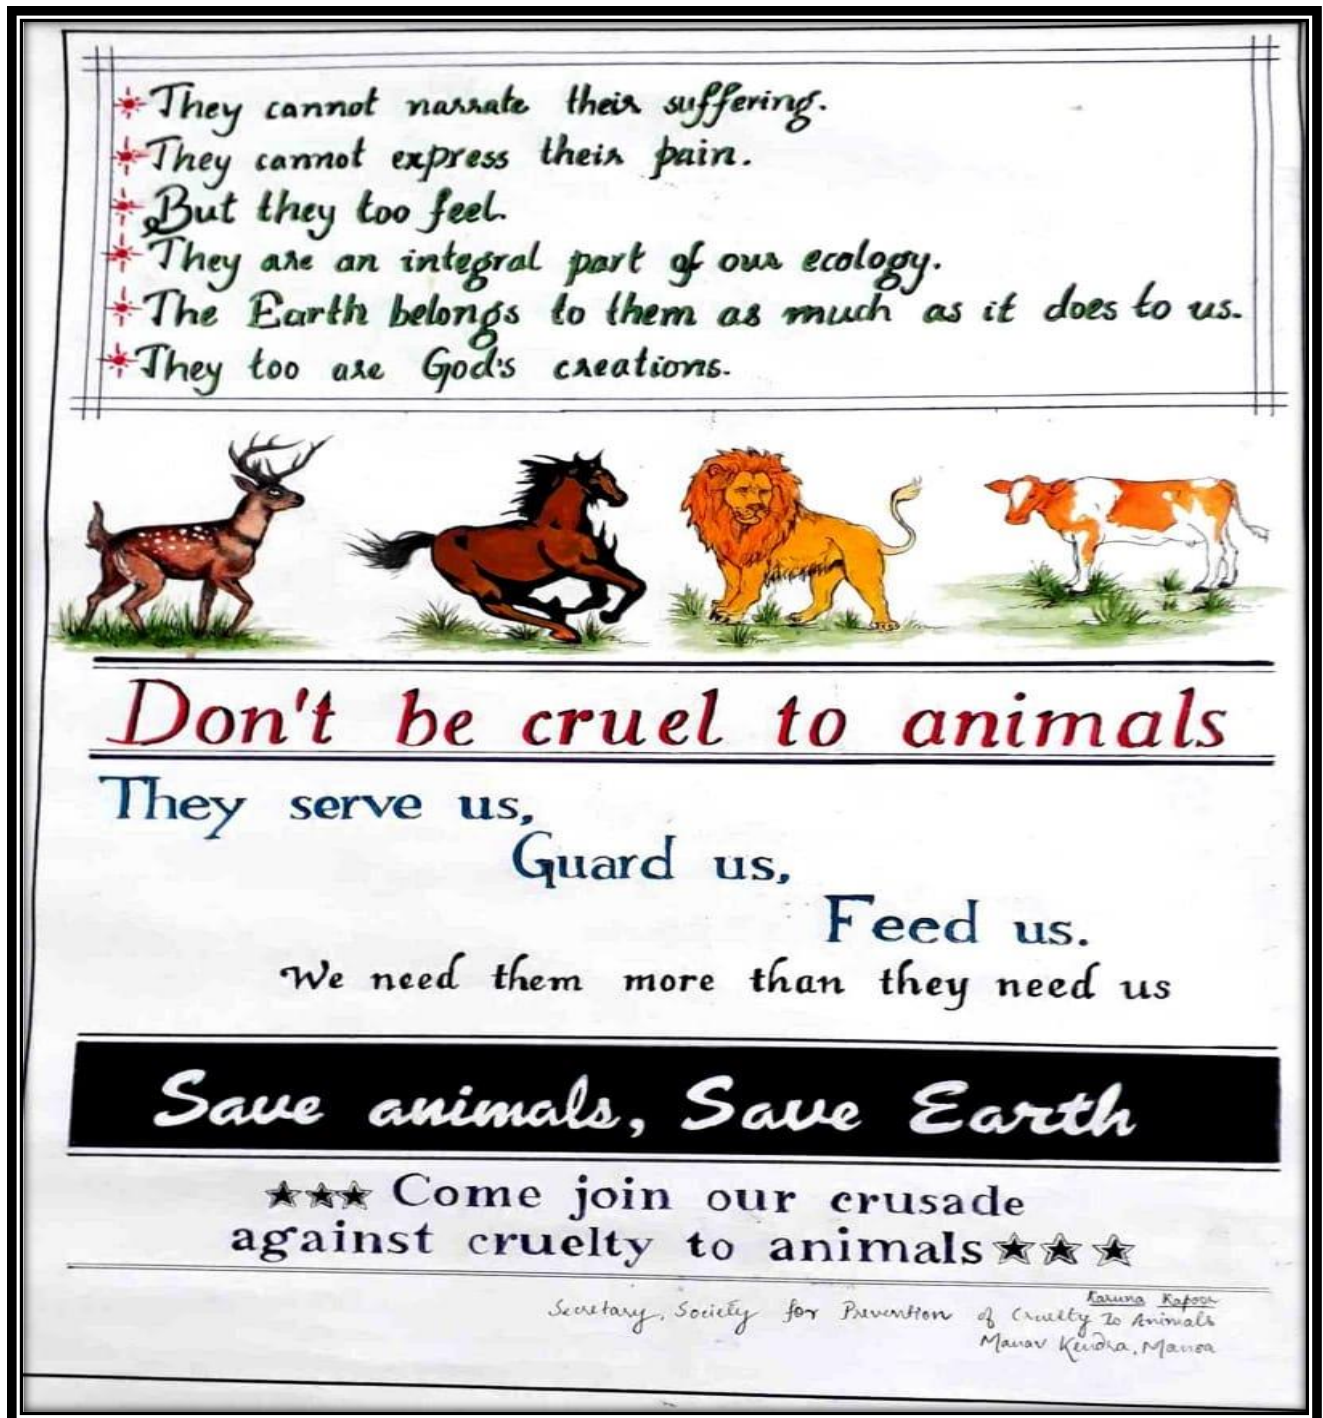 They cannot narrate their suffering.
They cannot express their pain.
But they too feel.
They are an integral part of our ecology.
The Earth belongs to them as much as it does to us.
They too are God's creations.
Don't be cruel to animals
They serve us,
Guard us,
Feed us.
We need them more than they need us
Save animals, Save Earth
Come join our crusade
against cruelty to animals
Karuna Kapoor
Secretary, Society for Prevention of Cruelty To Animals
Manav Kendra, Mansa